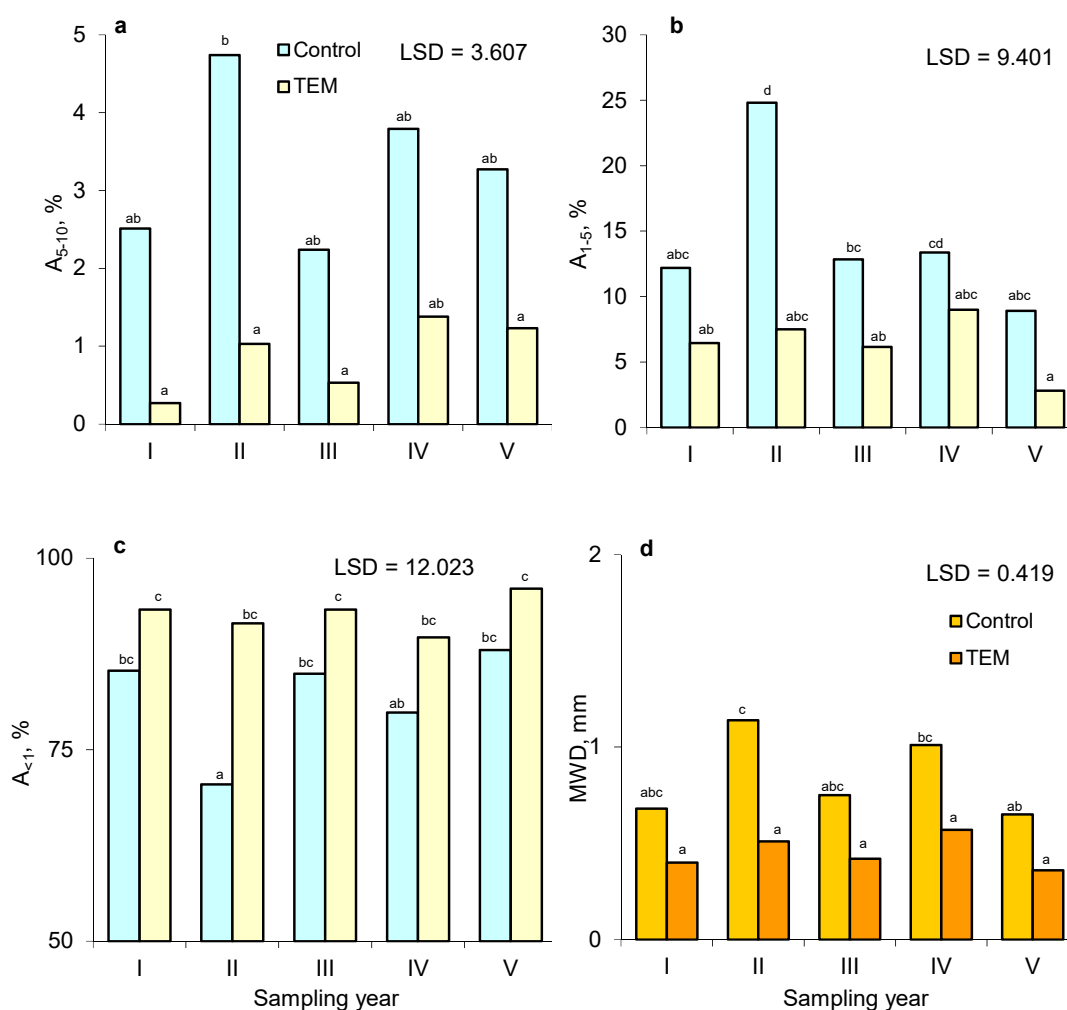 a
LSD = 3.607
Control
TEM
A5-10, %
5
4
3
2
1
0
ab
a
b
a
ab
a
ab
ab
ab
a
I II III IV V
b
LSD = 9.401
A1-5, %
30
25
20
15
10
5
0
abc
ab
d
abc
bc
ab
cd
abc
abc
a
I II III IV V
c
LSD = 12.023
A<1, %
100
75
50
bc
c
a
bc
bc
c
ab
bc
bc
c
I II III IV V
Sampling year
d
LSD = 0.419
Control
TEM
MWD, mm
2
1
0
abc
a
c
a
abc
a
bc
a
ab
a
I II III IV V
Sampling year